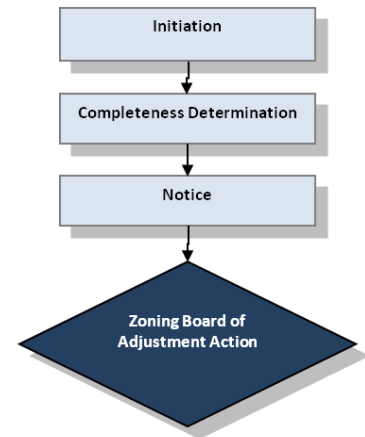 Initiation
Completeness Determination
Notice
Zoning Board of
Adjustment Action